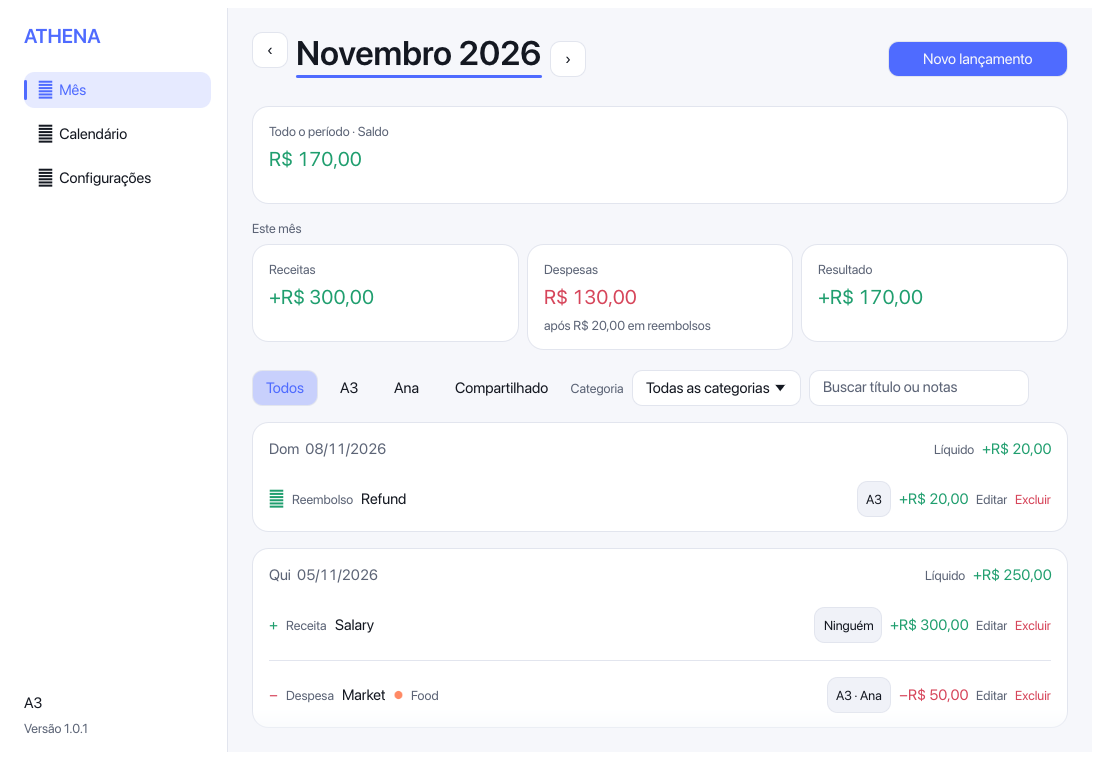 ATHENA
Mês
Calendário
Configurações
A3
Versão 1.0.1
‹ Novembro 2026 ›
Novo lançamento
Todo o período · Saldo
R$ 170,00
Este mês
Receitas
+R$ 300,00
Despesas
R$ 130,00
após R$ 20,00 em reembolsos
Resultado
+R$ 170,00
Todos A3 Ana Compartilhado Categoria Todas as categorias Buscar título ou notas
Dom 08/11/2026 Líquido +R$ 20,00
Reembolso Refund A3 +R$ 20,00 Editar Excluir
Qui 05/11/2026 Líquido +R$ 250,00
+ Receita Salary Ninguém +R$ 300,00 Editar Excluir
− Despesa Market Food A3 · Ana −R$ 50,00 Editar Excluir